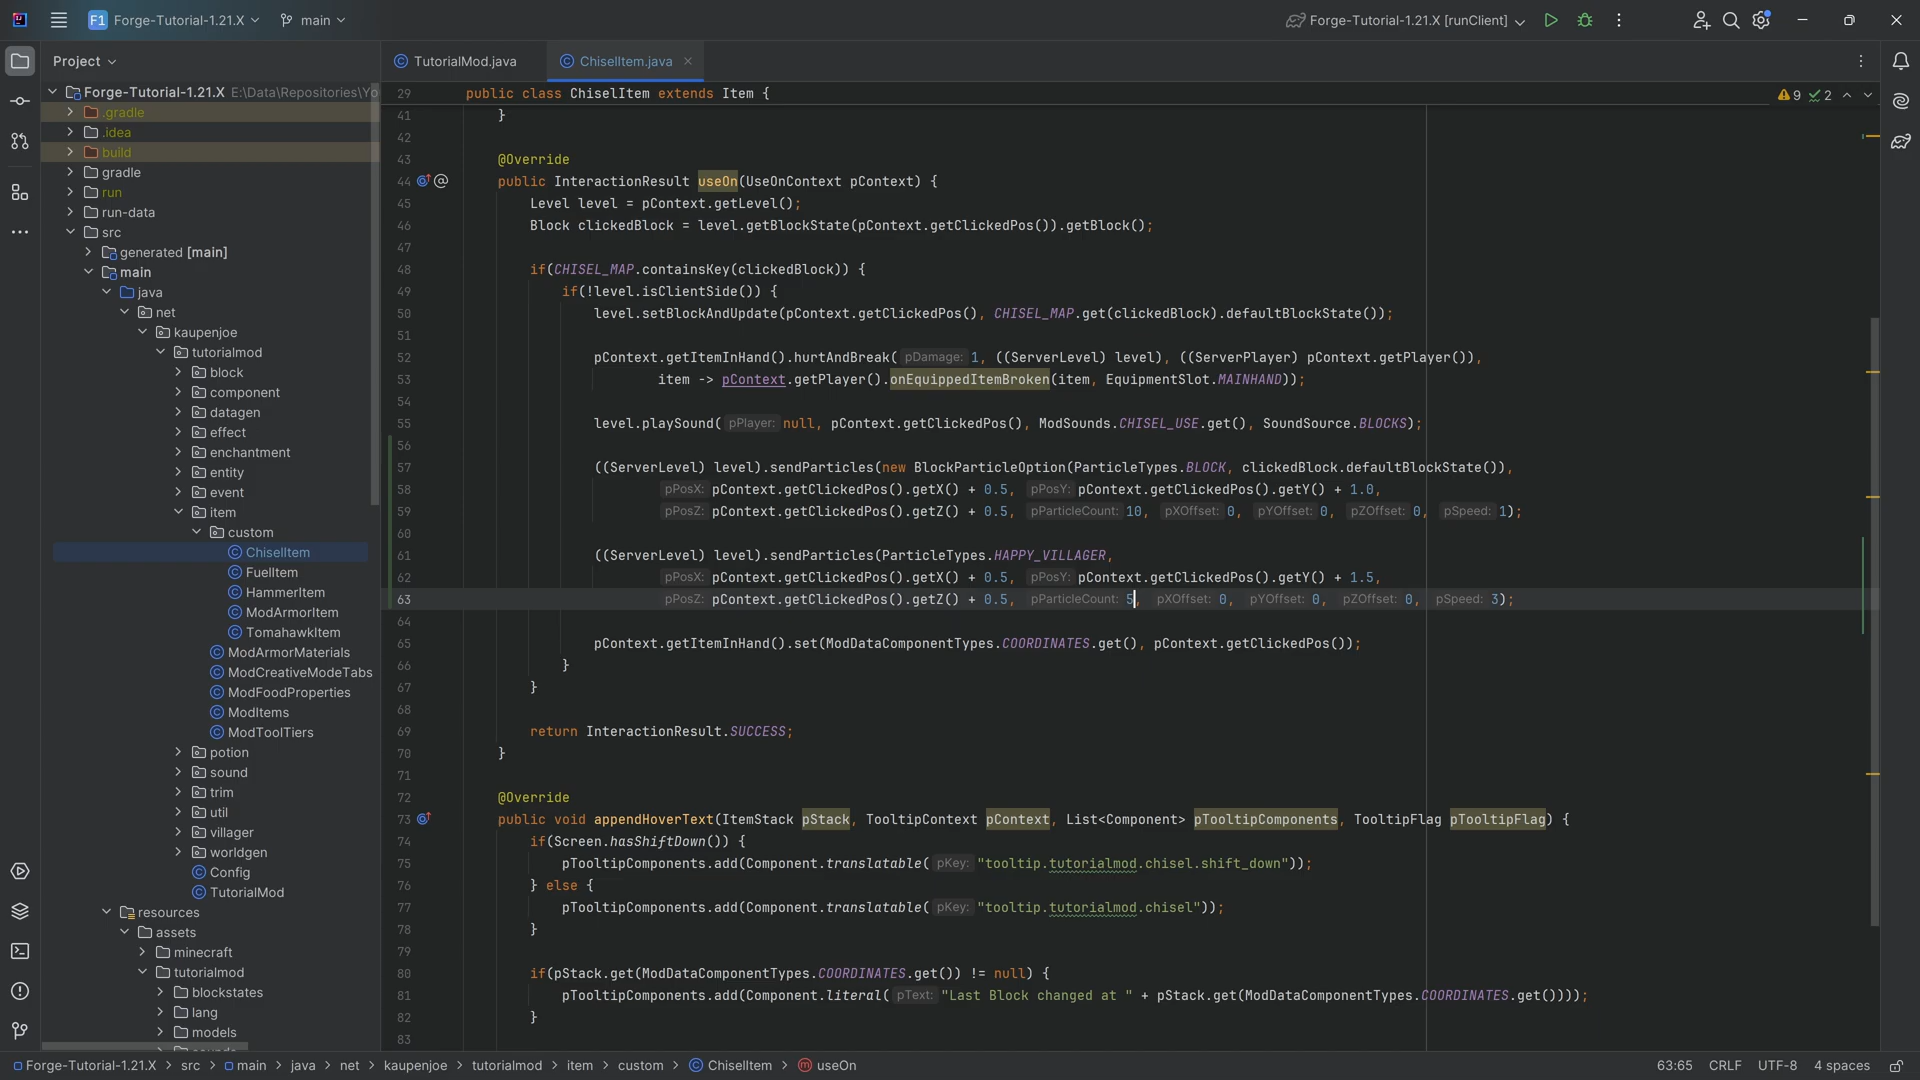 F1 Forge-Tutorial-1.21.X main Forge-Tutorial-1.21.X [runClient]
Project TutorialMod.java ChiselItem.java
Forge-Tutorial-1.21.X E:\Data\Repositories\Yo
.gradle
.idea
build
gradle
run
run-data
src
generated [main]
main
java
net
kaupenjoe
tutorialmod
block
component
datagen
effect
enchantment
entity
event
item
custom
ChiselItem
FuelItem
HammerItem
ModArmorItem
TomahawkItem
ModArmorMaterials
ModCreativeModeTabs
ModFoodProperties
ModItems
ModToolTiers
potion
sound
trim
util
villager
worldgen
Config
TutorialMod
resources
assets
minecraft
tutorialmod
blockstates
lang
models
29 public class ChiselItem extends Item { 9 2
41 }
42
43 @Override
44 @ public InteractionResult useOn(UseOnContext pContext) {
45 Level level = pContext.getLevel();
46 Block clickedBlock = level.getBlockState(pContext.getClickedPos()).getBlock();
47
48 if(CHISEL_MAP.containsKey(clickedBlock)) {
49 if(!level.isClientSide()) {
50 level.setBlockAndUpdate(pContext.getClickedPos(), CHISEL_MAP.get(clickedBlock).defaultBlockState());
51
52 pContext.getItemInHand().hurtAndBreak( pDamage: 1, ((ServerLevel) level), ((ServerPlayer) pContext.getPlayer()),
53 item -> pContext.getPlayer().onEquippedItemBroken(item, EquipmentSlot.MAINHAND));
54
55 level.playSound( pPlayer: null, pContext.getClickedPos(), ModSounds.CHISEL_USE.get(), SoundSource.BLOCKS);
56
57 ((ServerLevel) level).sendParticles(new BlockParticleOption(ParticleTypes.BLOCK, clickedBlock.defaultBlockState()),
58 pPosX: pContext.getClickedPos().getX() + 0.5, pPosY: pContext.getClickedPos().getY() + 1.0,
59 pPosZ: pContext.getClickedPos().getZ() + 0.5, pParticleCount: 10, pXOffset: 0, pYOffset: 0, pZOffset: 0, pSpeed: 1);
60
61 ((ServerLevel) level).sendParticles(ParticleTypes.HAPPY_VILLAGER,
62 pPosX: pContext.getClickedPos().getX() + 0.5, pPosY: pContext.getClickedPos().getY() + 1.5,
63 pPosZ: pContext.getClickedPos().getZ() + 0.5, pParticleCount: 5, pXOffset: 0, pYOffset: 0, pZOffset: 0, pSpeed: 3);
64
65 pContext.getItemInHand().set(ModDataComponentTypes.COORDINATES.get(), pContext.getClickedPos());
66 }
67 }
68
69 return InteractionResult.SUCCESS;
70 }
71
72 @Override
73 public void appendHoverText(ItemStack pStack, TooltipContext pContext, List<Component> pTooltipComponents, TooltipFlag pTooltipFlag) {
74 if(Screen.hasShiftDown()) {
75 pTooltipComponents.add(Component.translatable( pKey: "tooltip.tutorialmod.chisel.shift_down"));
76 } else {
77 pTooltipComponents.add(Component.translatable( pKey: "tooltip.tutorialmod.chisel"));
78 }
79
80 if(pStack.get(ModDataComponentTypes.COORDINATES.get()) != null) {
81 pTooltipComponents.add(Component.literal( pText: "Last Block changed at " + pStack.get(ModDataComponentTypes.COORDINATES.get())));
82 }
83
Forge-Tutorial-1.21.X > src > main > java > net > kaupenjoe > tutorialmod > item > custom > ChiselItem > useOn 63:65 CRLF UTF-8 4 spaces